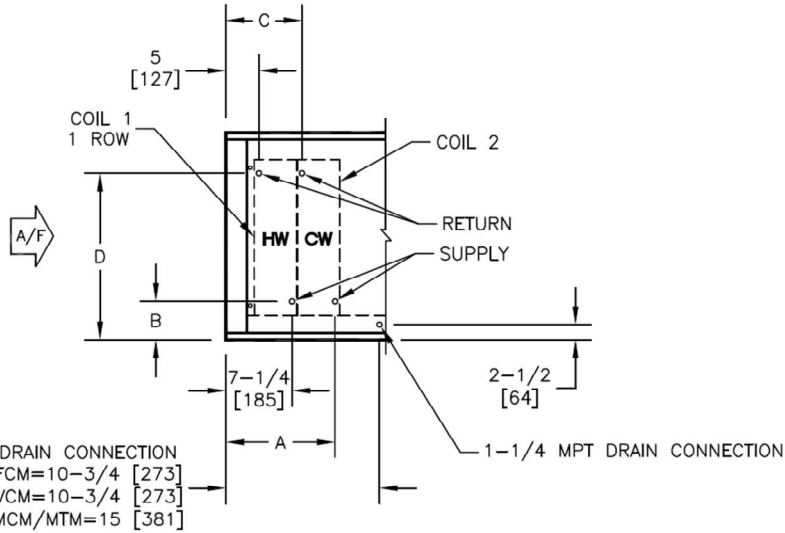 C
5
[127]
COIL 1
1 ROW
COIL 2
A/F
D
HW
CW
RETURN
SUPPLY
B
7-1/4
[185]
2-1/2
[64]
A
1-1/4 MPT DRAIN CONNECTION
DRAIN CONNECTION
FCM=10-3/4 [273]
VCM=10-3/4 [273]
MCM/MTM=15 [381]